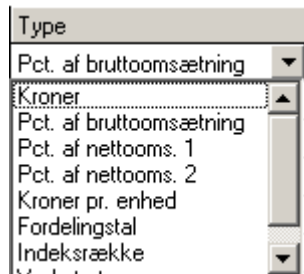 Type
Pct. af bruttoomsætning
Kroner
Pct. af bruttoomsætning
Pct. af nettooms. 1
Pct. af nettooms. 2
Kroner pr. enhed
Fordelingstal
Indeksrække